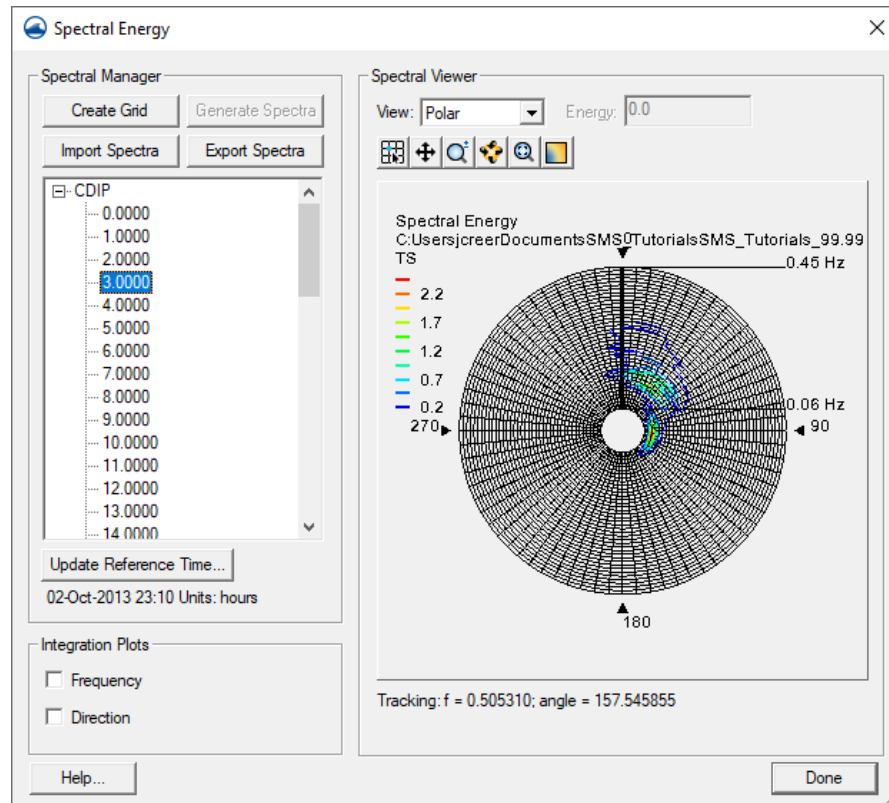 Spectral Energy
Spectral Manager
Create Grid
Generate Spectra
Import Spectra
Export Spectra
CDIP
0.0000
1.0000
2.0000
3.0000
4.0000
5.0000
6.0000
7.0000
8.0000
9.0000
10.0000
11.0000
12.0000
13.0000
14.0000
Update Reference Time...
02-Oct-2013 23:10 Units: hours
Integration Plots
Frequency
Direction
Help...
Spectral Viewer
View: Polar
Energy: 0.0
Spectral Energy
C:UsersjcreerDocumentsSMS TutorialsSMS_Tutorials_99.99
TS
0
0.45 Hz
2.2
1.7
1.2
0.7
0.2
0.06 Hz
270
90
180
Tracking: f = 0.505310; angle = 157.545855
Done